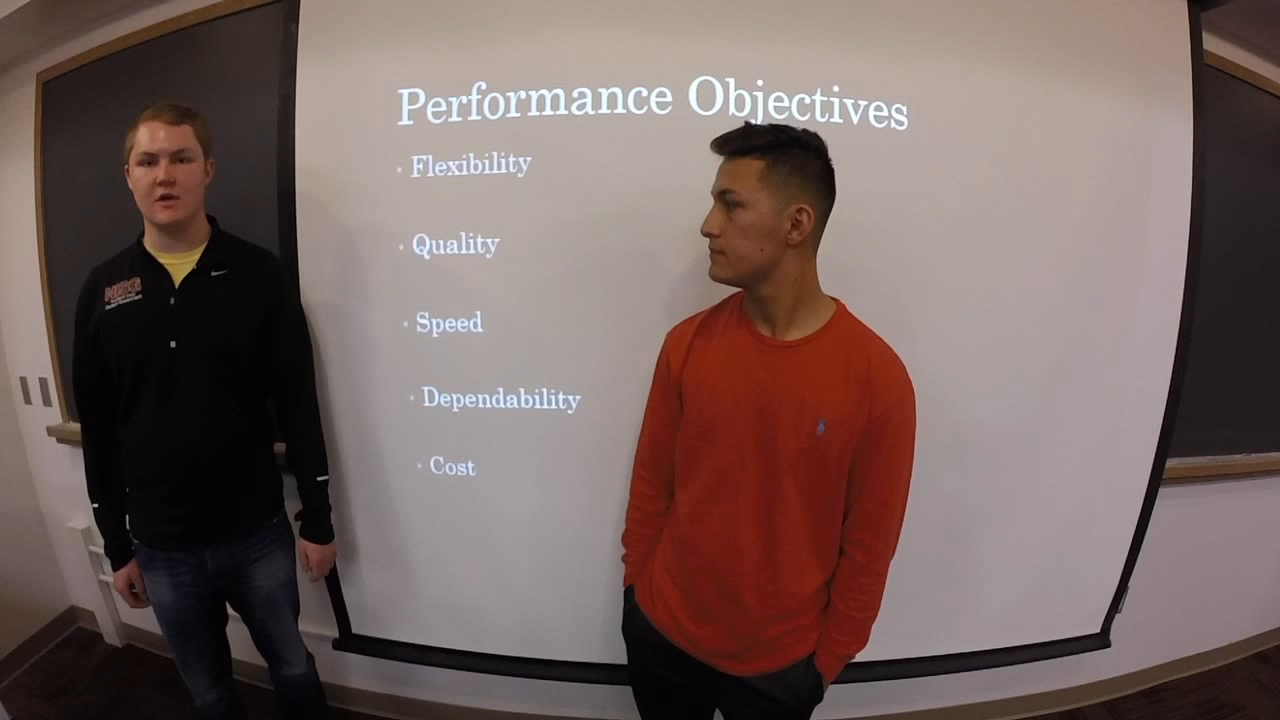 Performance Objectives
• Flexibility
• Quality
• Speed
• Dependability
• Cost